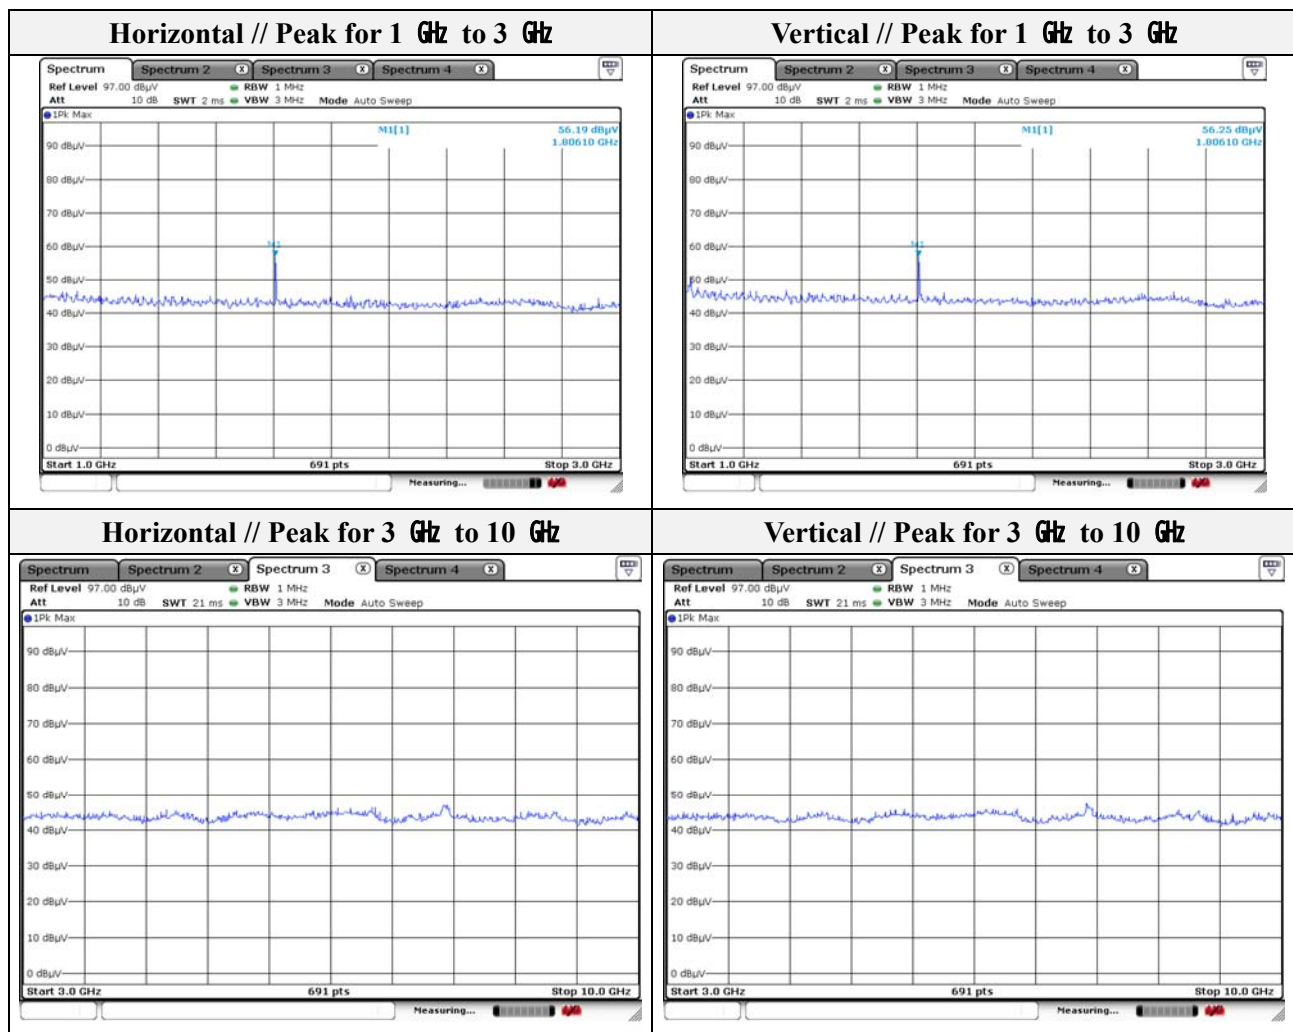 Horizontal // Peak for 1 ㎓ to 3 ㎓
Spectrum Spectrum 2 X Spectrum 3 X Spectrum 4 X
Ref Level 97.00 dBμV RBW 1 MHz
Att 10 dB SWT 2 ms VBW 3 MHz Mode Auto Sweep
1Pk Max
M1[1] 56.19 dBμV
1.80610 GHz
90 dBμV
80 dBμV
70 dBμV
60 dBμV
M1
50 dBμV
40 dBμV
30 dBμV
20 dBμV
10 dBμV
0 dBμV
Start 1.0 GHz 691 pts Stop 3.0 GHz
Measuring...
Vertical // Peak for 1 ㎓ to 3 ㎓
Spectrum Spectrum 2 X Spectrum 3 X Spectrum 4 X
Ref Level 97.00 dBμV RBW 1 MHz
Att 10 dB SWT 2 ms VBW 3 MHz Mode Auto Sweep
1Pk Max
M1[1] 56.25 dBμV
1.80610 GHz
90 dBμV
80 dBμV
70 dBμV
60 dBμV
M1
50 dBμV
40 dBμV
30 dBμV
20 dBμV
10 dBμV
0 dBμV
Start 1.0 GHz 691 pts Stop 3.0 GHz
Measuring...
Horizontal // Peak for 3 ㎓ to 10 ㎓
Spectrum Spectrum 2 X Spectrum 3 X Spectrum 4 X
Ref Level 97.00 dBμV RBW 1 MHz
Att 10 dB SWT 21 ms VBW 3 MHz Mode Auto Sweep
1Pk Max
90 dBμV
80 dBμV
70 dBμV
60 dBμV
50 dBμV
40 dBμV
30 dBμV
20 dBμV
10 dBμV
0 dBμV
Start 3.0 GHz 691 pts Stop 10.0 GHz
Measuring...
Vertical // Peak for 3 ㎓ to 10 ㎓
Spectrum Spectrum 2 X Spectrum 3 X Spectrum 4 X
Ref Level 97.00 dBμV RBW 1 MHz
Att 10 dB SWT 21 ms VBW 3 MHz Mode Auto Sweep
1Pk Max
90 dBμV
80 dBμV
70 dBμV
60 dBμV
50 dBμV
40 dBμV
30 dBμV
20 dBμV
10 dBμV
0 dBμV
Start 3.0 GHz 691 pts Stop 10.0 GHz
Measuring...